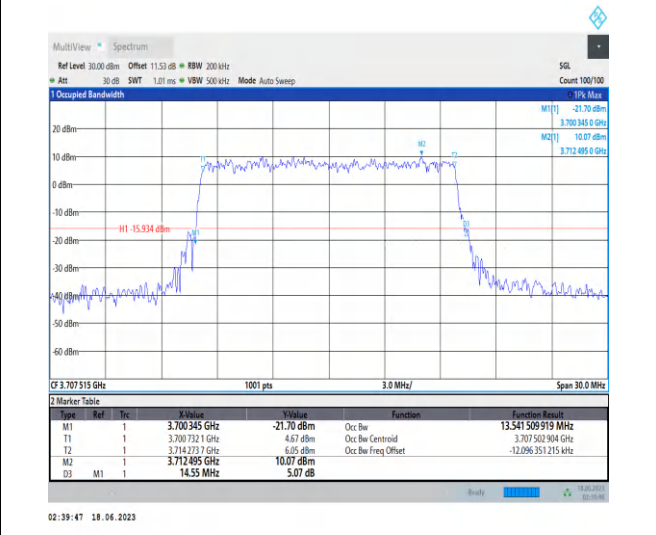 MultiView Spectrum
Ref Level 30.00 dBm Offset 11.53 dB RBW 200 kHz SGL
Att 30 dB SWT 1.01 ms VBW 500 kHz Mode Auto Sweep Count 100/100
1 Occupied Bandwidth 1Pk Max
M1[1] -21.70 dBm
3.700 345 0 GHz
M2[1] 10.07 dBm
3.712 495 0 GHz
20 dBm
M2
T1 T2
10 dBm
0 dBm
-10 dBm
D3
H1 -15.934 dBm
M1
-20 dBm
-30 dBm
-40 dBm
-50 dBm
-60 dBm
CF 3.707 515 GHz 1001 pts 3.0 MHz/ Span 30.0 MHz
2 Marker Table
Type Ref Trc X-Value Y-Value Function Function Result
M1 1 3.700 345 GHz -21.70 dBm Occ Bw 13.541 509 919 MHz
T1 1 3.700 732 1 GHz 4.67 dBm Occ Bw Centroid 3.707 502 904 GHz
T2 1 3.714 273 7 GHz 6.05 dBm Occ Bw Freq Offset -12.096 351 215 kHz
M2 1 3.712 495 GHz 10.07 dBm
D3 M1 1 14.55 MHz 5.07 dB
Ready 18.06.2023
02:39:47 18.06.2023